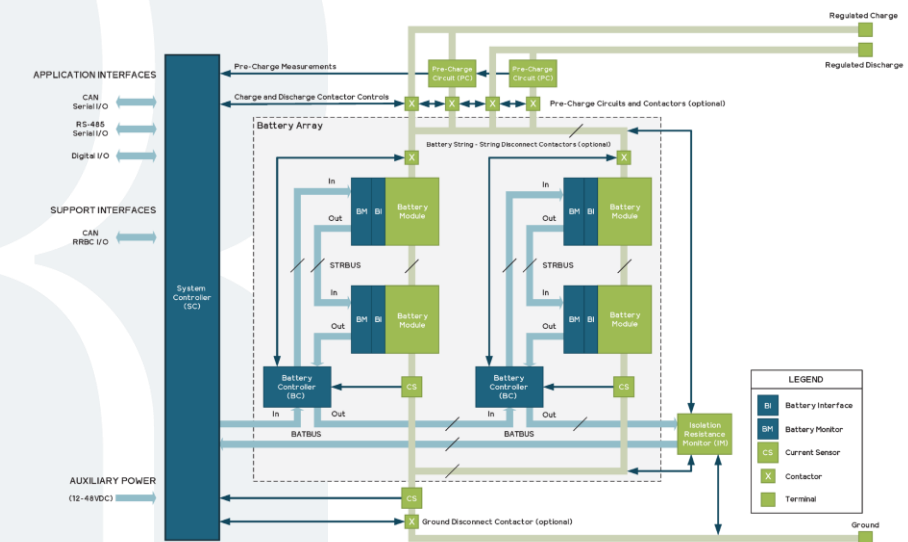 Regulated Charge
Regulated Discharge
Pre-Charge Measurements
Pre-Charge
Circuit (PC)
Pre-Charge
Circuit (PC)
APPLICATION INTERFACES
CAN
Serial I/O
RS-485
Serial I/O
Digital I/O
Charge and Discharge Contactor Controls
X
X
X
X
Pre-Charge Circuits and Contactors (optional)
Battery Array
Battery String - String Disconnect Contactors (optional)
X
X
In
BM
BI
Battery
Module
Out
In
BM
BI
Battery
Module
Out
SUPPORT INTERFACES
CAN
RRBC I/O
STRBUS
STRBUS
System
Controller
(SC)
In
BM
BI
Battery
Module
Out
In
BM
BI
Battery
Module
Out
Battery
Controller
(BC)
CS
Battery
Controller
(BC)
CS
In
Out
In
Out
BATBUS
BATBUS
Isolation
Resistance
Monitor (IM)
LEGEND
BI
Battery Interface
BM
Battery Monitor
CS
Current Sensor
X
Contactor
Terminal
AUXILIARY POWER
(12-48VDC)
CS
X
Ground Disconnect Contactor (optional)
Ground